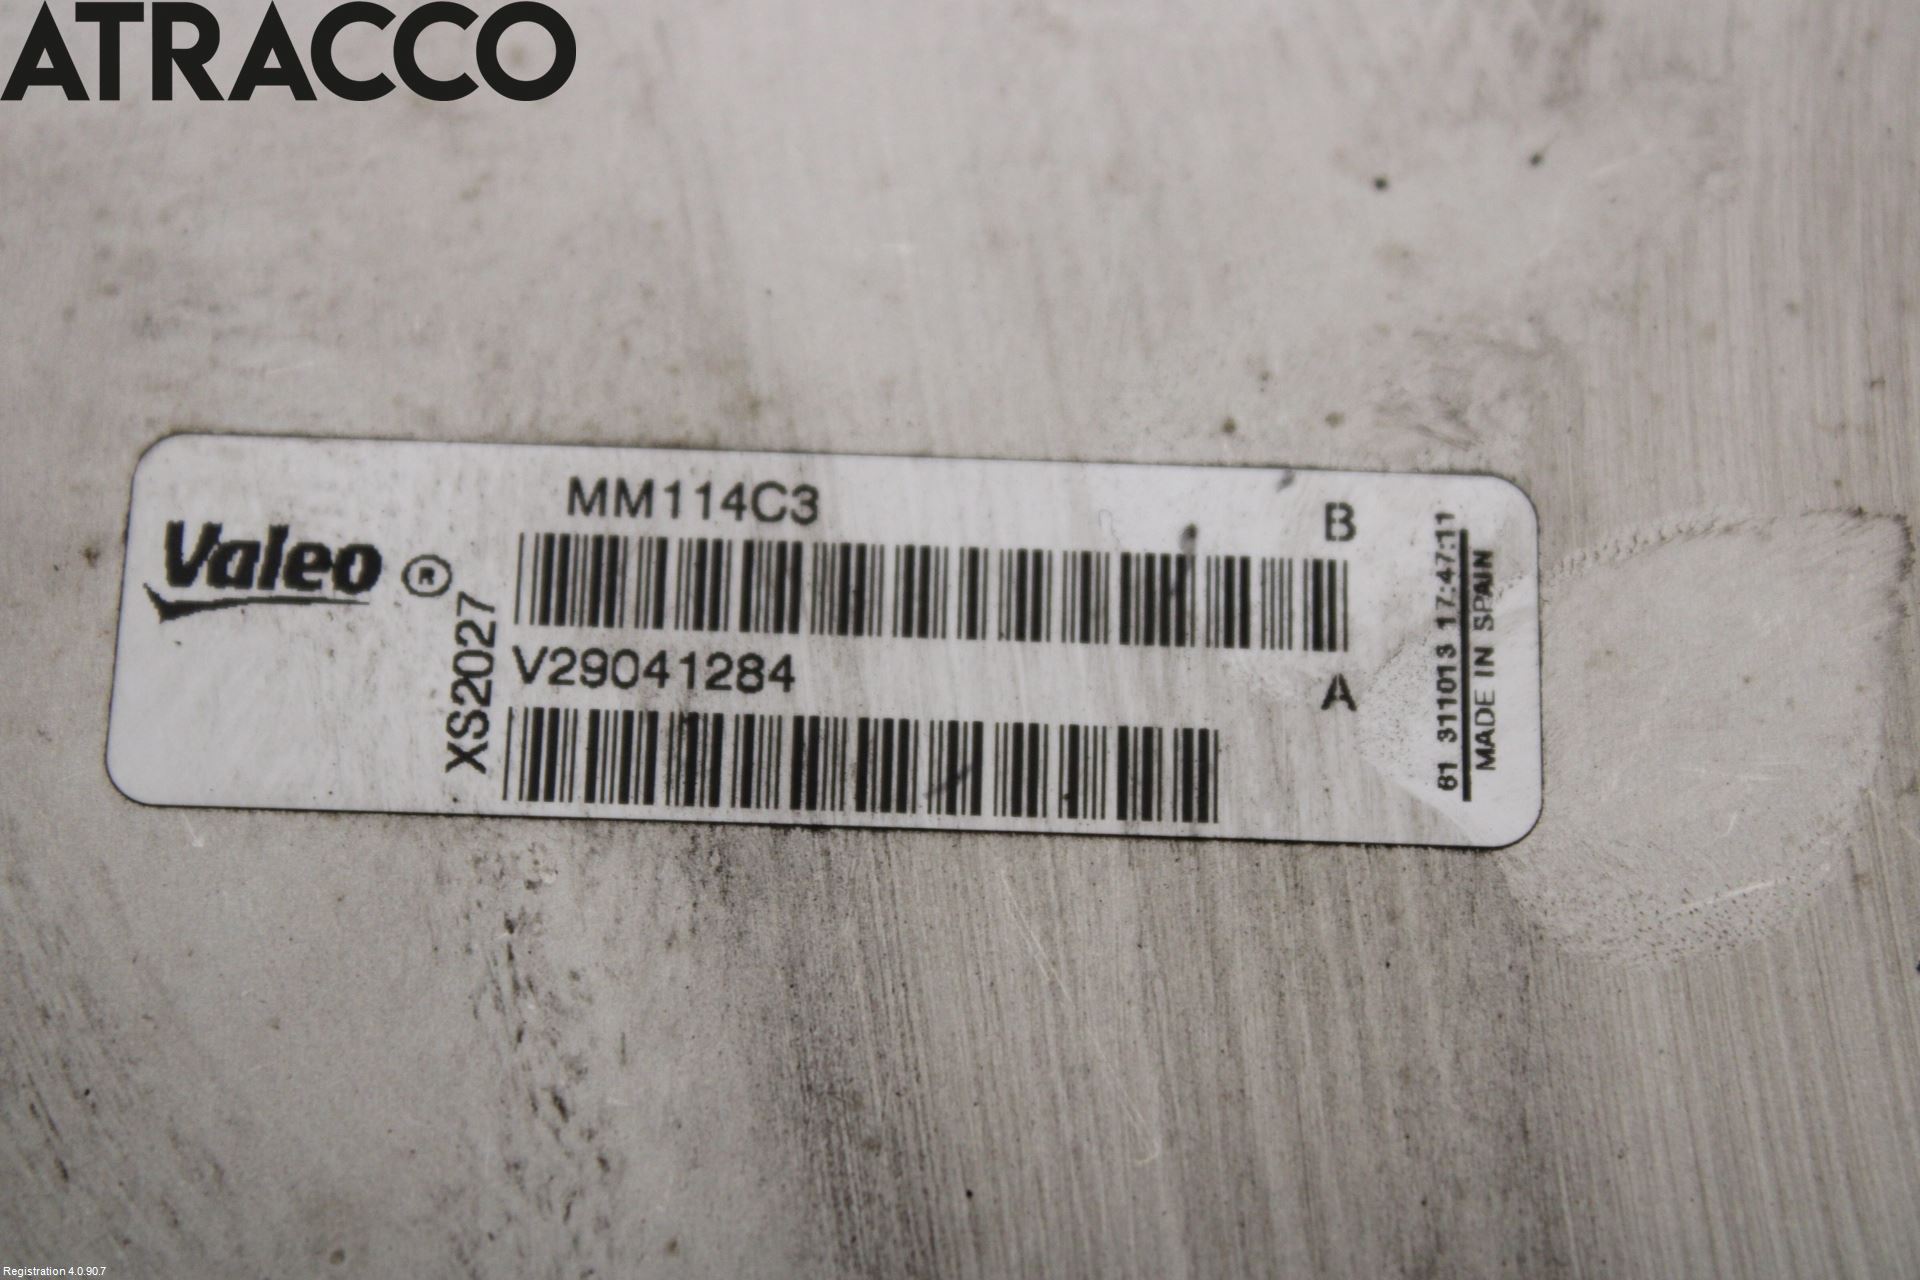 ATRACCO
Valeo ®
XS2027
MM114C3
B
V29041284
A
61 311013 17:47:11
MADE IN SPAIN
Registration 4.0.90.7